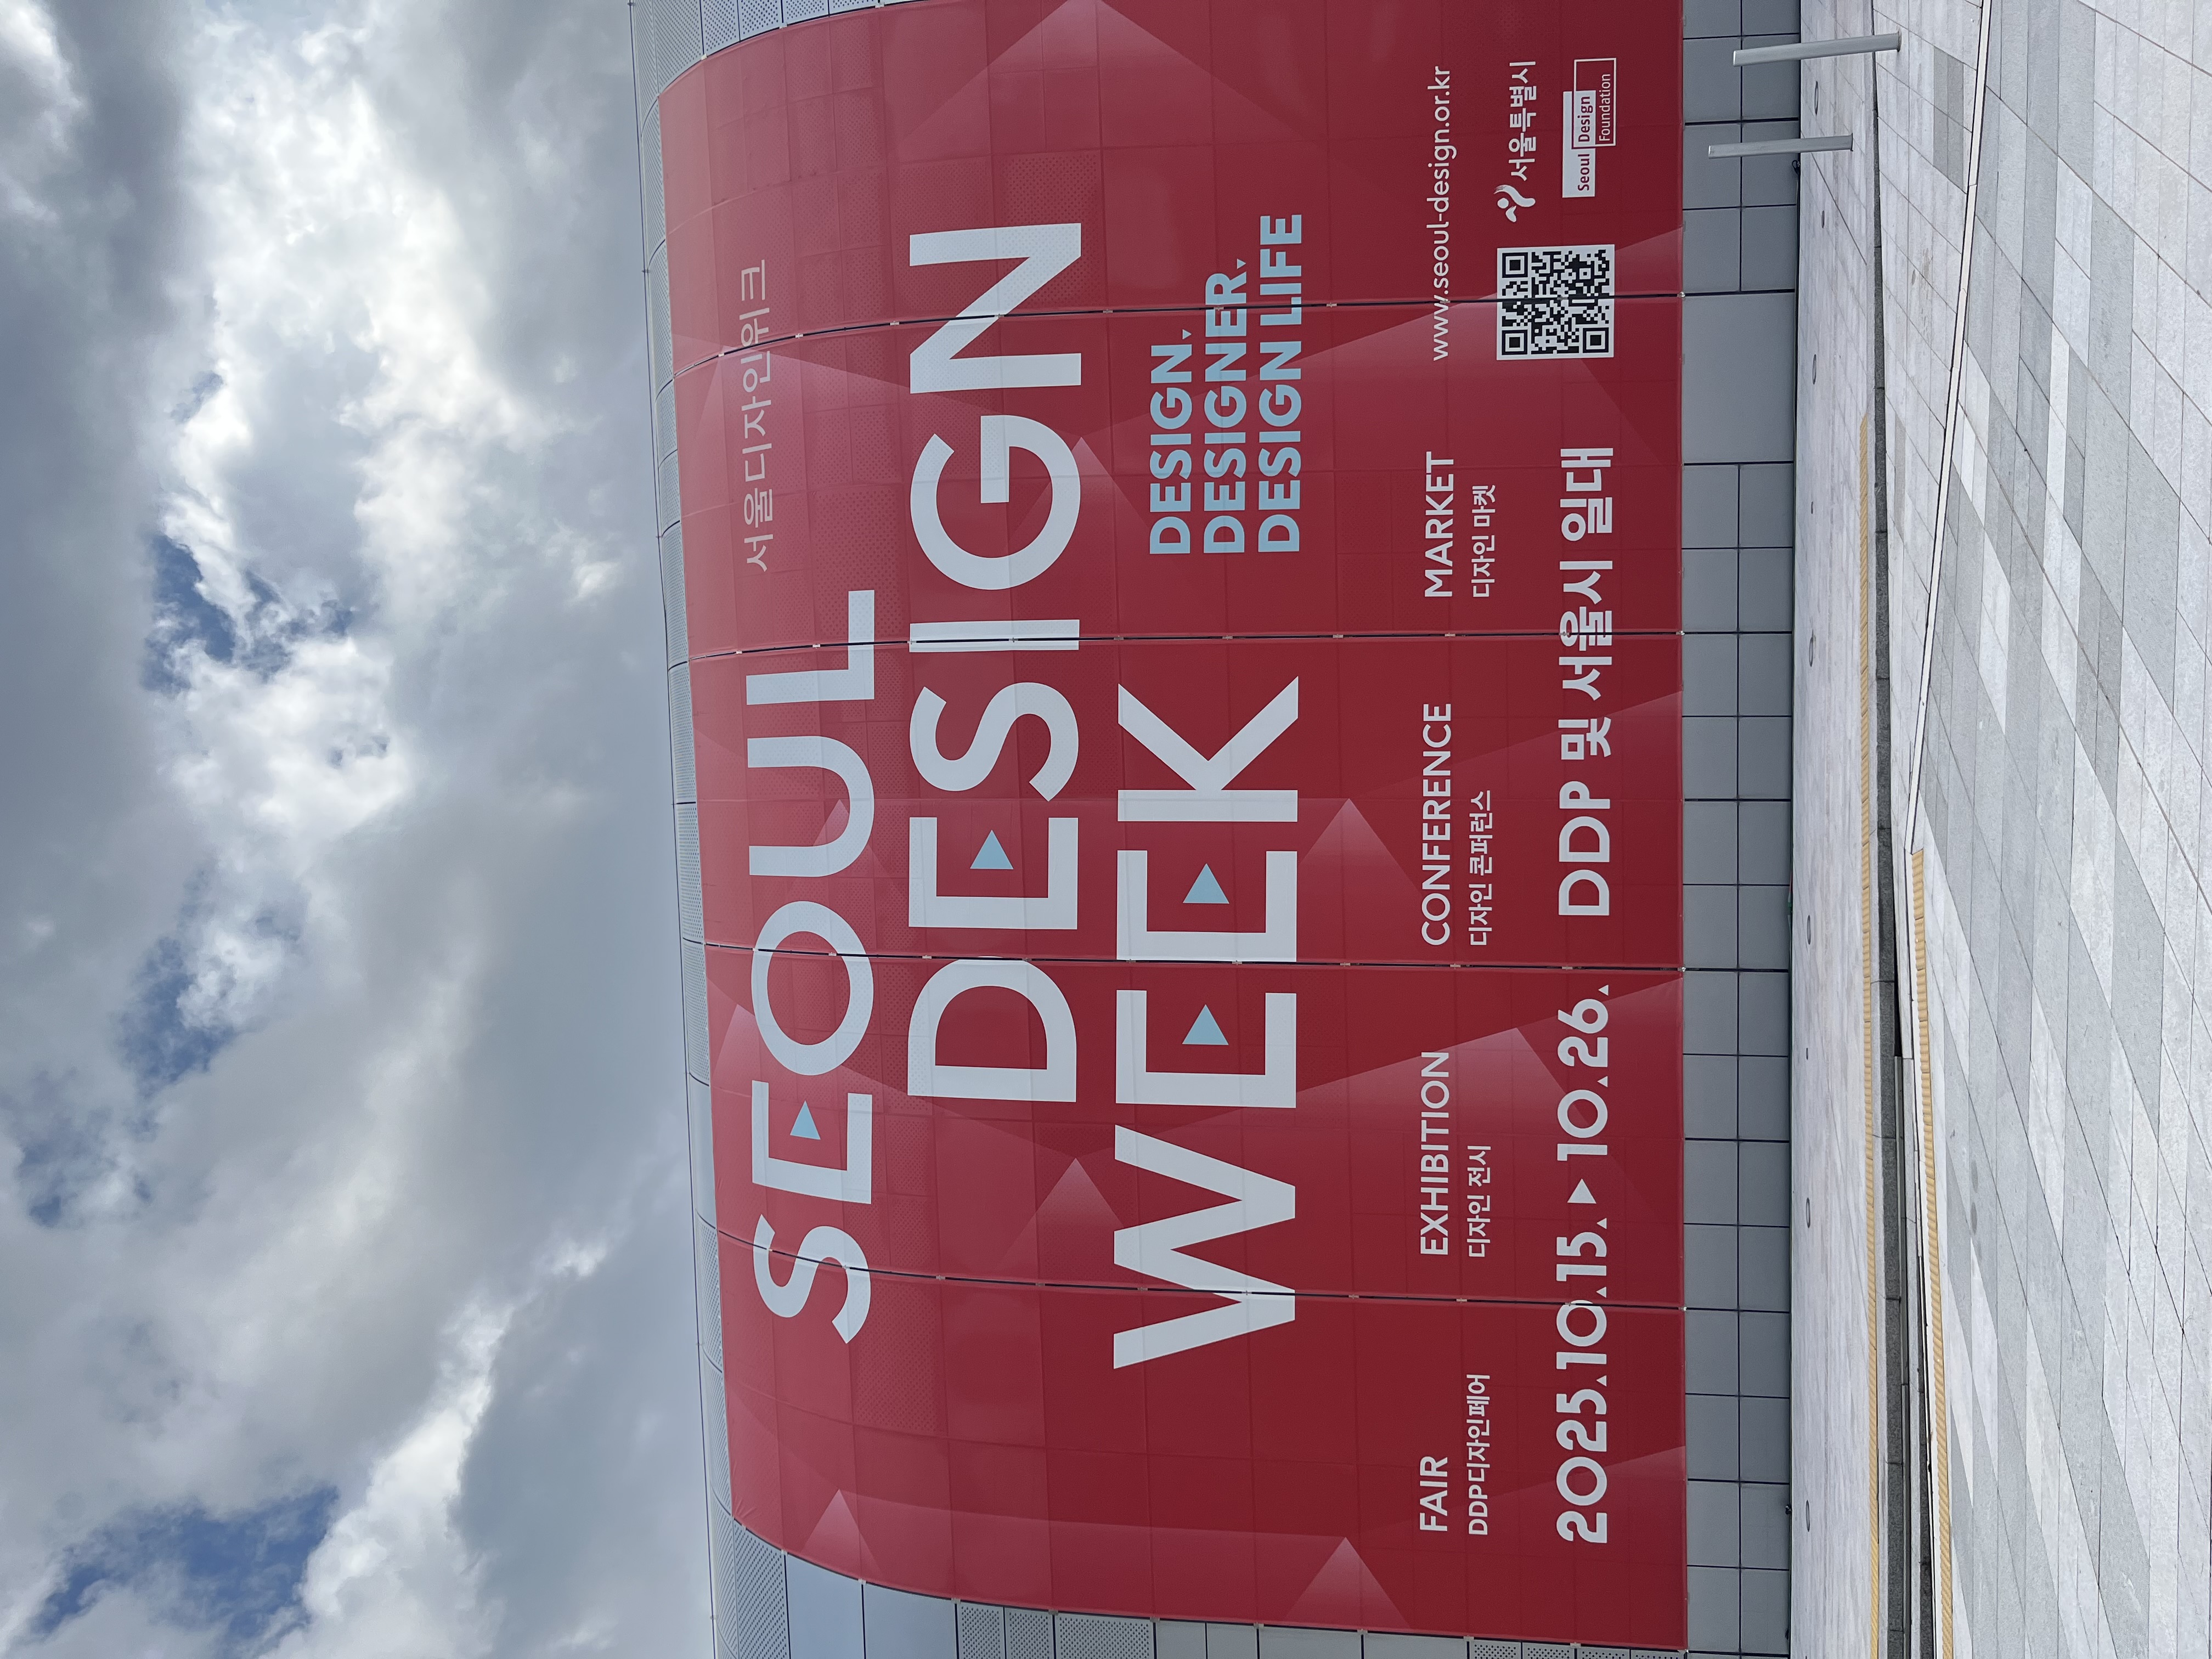 서울디자인위크
SEOUL
DESIGN
WEEK
DESIGN.
DESIGNER.
DESIGN LIFE
FAIR
DDP디자인페어
EXHIBITION
디자인 전시
CONFERENCE
디자인 콘퍼런스
MARKET
디자인 마켓
www.seoul-design.or.kr
2025.10.15. ▶ 10.26.
DDP 및 서울시 일대
서울특별시
Seoul Design
Foundation